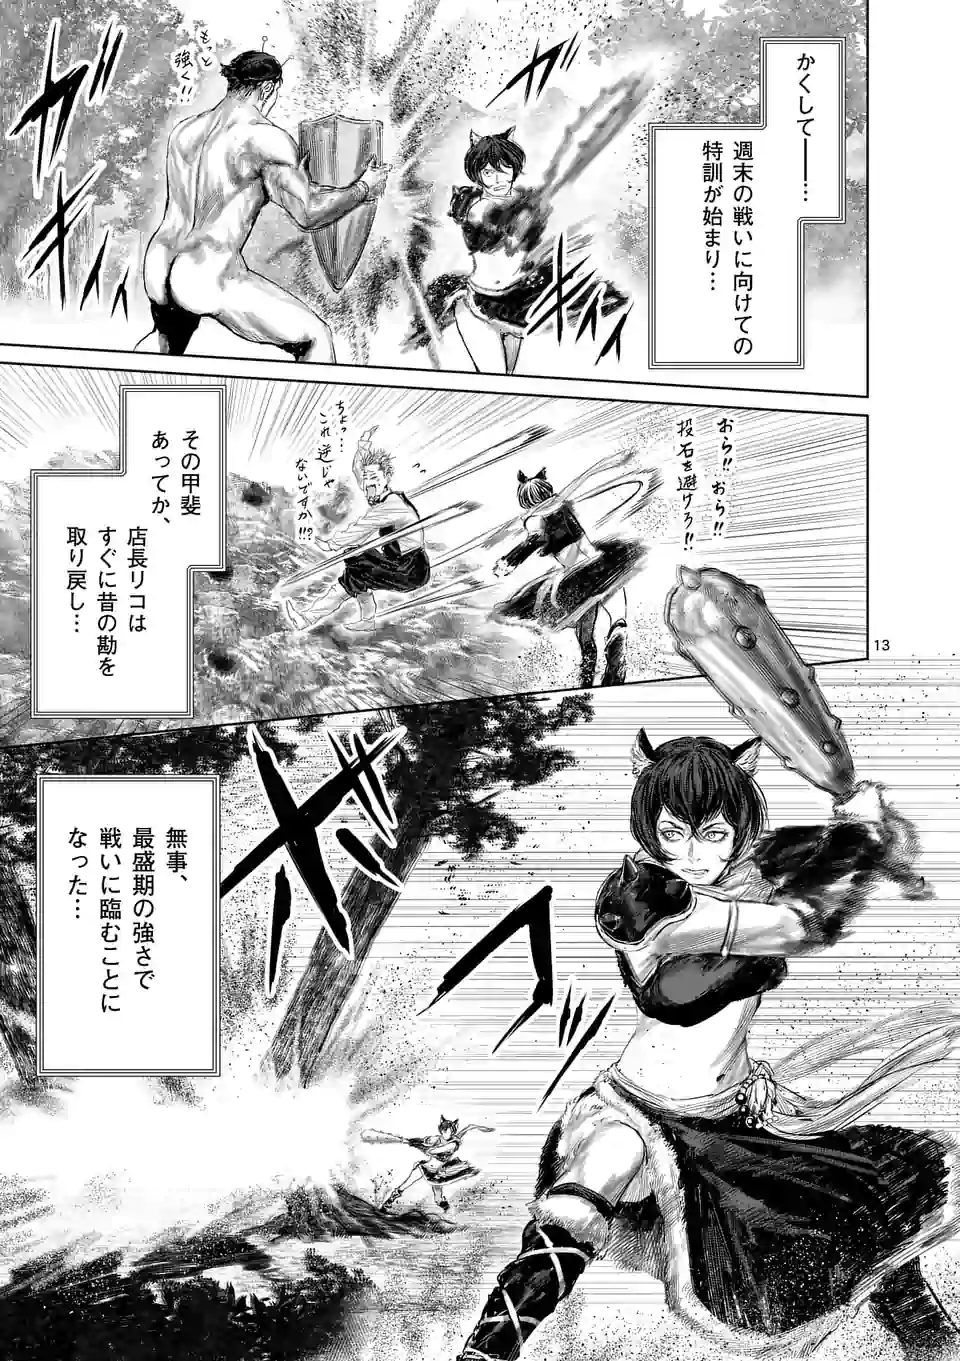 かくして――…
週末の戦いに向けての
特訓が始まり…
もっと
強く!!
ガッ
ガッ
ギィィ
ギィィ
おら!!おら!!
投石を避けろ!!
ちょっ…
これ逆じゃ
ないですか!!?
その甲斐
あってか、
店長リコは
すぐに昔の勘を
取り戻し…
13
無事、
最盛期の強さで
戦いに臨むことに
なった…